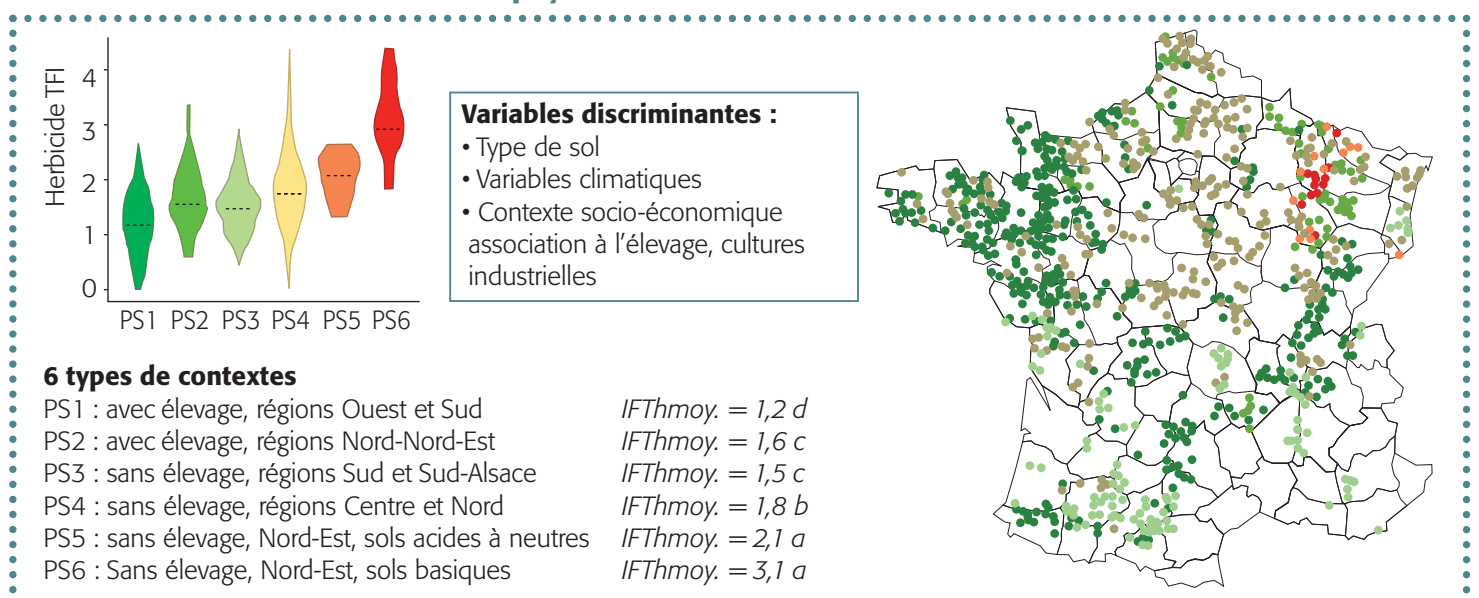 Herbicide TFI
4
3
2
1
0
PS1 PS2 PS3 PS4 PS5 PS6
Variables discriminantes :
• Type de sol
• Variables climatiques
• Contexte socio-économique
association à l'élevage, cultures
industrielles
6 types de contextes
PS1 : avec élevage, régions Ouest et Sud IFThmoy. = 1,2 d
PS2 : avec élevage, régions Nord-Nord-Est IFThmoy. = 1,6 c
PS3 : sans élevage, régions Sud et Sud-Alsace IFThmoy. = 1,5 c
PS4 : sans élevage, régions Centre et Nord IFThmoy. = 1,8 b
PS5 : sans élevage, Nord-Est, sols acides à neutres IFThmoy. = 2,1 a
PS6 : Sans élevage, Nord-Est, sols basiques IFThmoy. = 3,1 a